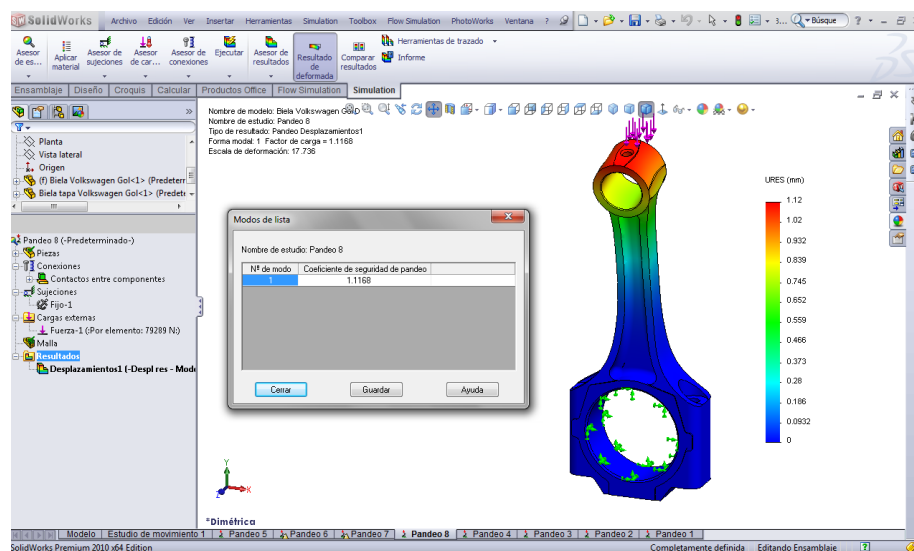 SolidWorks Archivo Edición Ver Insertar Herramientas Simulation Toolbox Flow Simulation PhotoWorks Ventana ? Búsque
Asesor de es... Aplicar material Asesor de sujeciones Asesor de car... Asesor de conexiones Ejecutar Asesor de resultados Resultado de deformada Comparar resultados Herramientas de trazado
Informe
Ensamblaje Diseño Croquis Calcular Productos Office Flow Simulation Simulation
Nombre de modelo: Biela Volkswagen Golp
Nombre de estudio: Pandeo 8
Tipo de resultado: Pandeo Desplazamientos1
Forma modal: 1 Factor de carga = 1.1168
Escala de deformación: 17.736
Planta
Vista lateral
Origen
(f) Biela Volkswagen Gol<1> (Predeterr
Biela tapa Volkswagen Gol<1> (Predet
Pandeo 8 (-Predeterminado-)
Piezas
Conexiones
Contactos entre componentes
Sujeciones
Fijo-1
Cargas externas
Fuerza-1 (:Por elemento: 79289 N:)
Malla
Resultados
Desplazamientos1 (-Despl res - Mode
Modos de lista
Nombre de estudio: Pandeo 8
Nº de modo Coeficiente de seguridad de pandeo
1 1.1168
Cerrar Guardar Ayuda
URES (mm)
1.12
1.02
0.932
0.839
0.745
0.652
0.559
0.466
0.373
0.28
0.186
0.0932
0
Y
X
Z
*Dimétrica
Modelo Estudio de movimiento 1 Pandeo 5 Pandeo 6 Pandeo 7 Pandeo 8 Pandeo 4 Pandeo 3 Pandeo 2 Pandeo 1
SolidWorks Premium 2010 x64 Edition Completamente definida Editando Ensamblaje